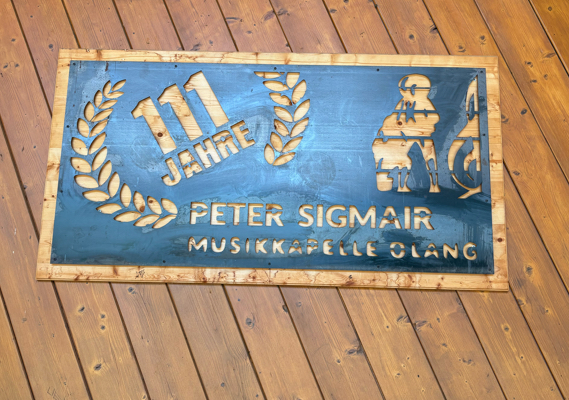 111
JAHRE
PETER SIGMAIR
MUSIKKAPELLE OLANG